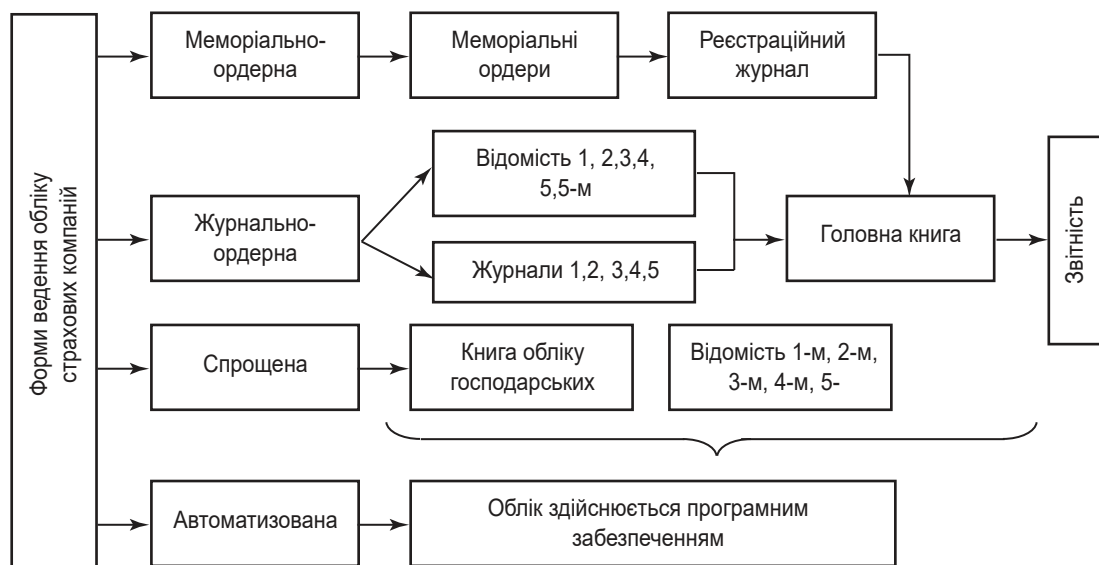 Форми ведення обліку
страхових компаній
Меморіально-
ордерна
Меморіальні
ордери
Реєстраційний
журнал
Журнально-
ордерна
Відомість 1, 2,3,4,
5,5-м
Журнали 1,2, 3,4,5
Головна книга
Звітність
Спрощена
Книга обліку
господарських
Відомість 1-м, 2-м,
3-м, 4-м, 5-
Автоматизована
Облік здійснюється програмним
забезпеченням